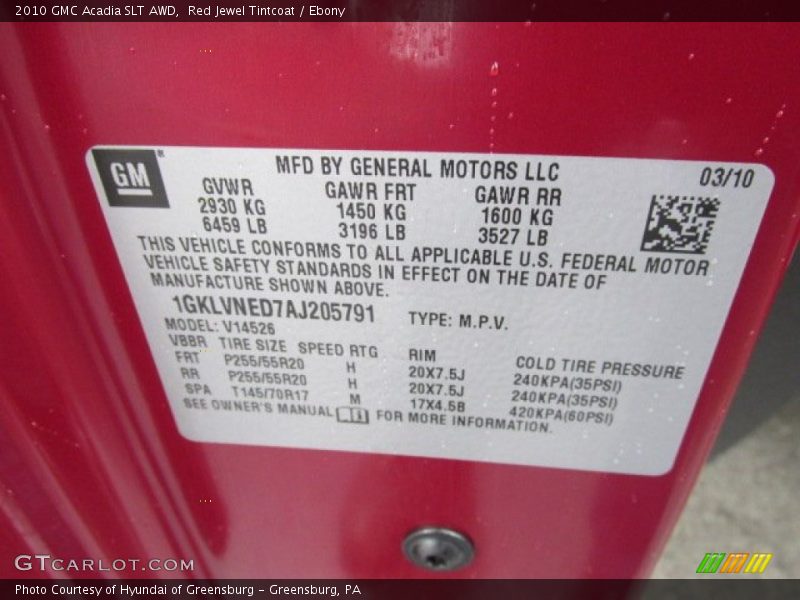 2010 GMC Acadia SLT AWD, Red Jewel Tintcoat / Ebony
GM
MFD BY GENERAL MOTORS LLC
03/10
GVWR GAWR FRT GAWR RR
2930 KG 1450 KG 1600 KG
6459 LB 3196 LB 3527 LB
THIS VEHICLE CONFORMS TO ALL APPLICABLE U.S. FEDERAL MOTOR
VEHICLE SAFETY STANDARDS IN EFFECT ON THE DATE OF
MANUFACTURE SHOWN ABOVE.
1GKLVNED7AJ205791 TYPE: M.P.V.
MODEL: V14526
VBBR TIRE SIZE SPEED RTG RIM COLD TIRE PRESSURE
FRT P255/55R20 H 20X7.5J 240KPA(35PSI)
RR P255/55R20 H 20X7.5J 240KPA(35PSI)
SPA T145/70R17 M 17X4.5B 420KPA(60PSI)
SEE OWNER'S MANUAL FOR MORE INFORMATION.
GTCARLOT.COM
Photo Courtesy of Hyundai of Greensburg – Greensburg, PA